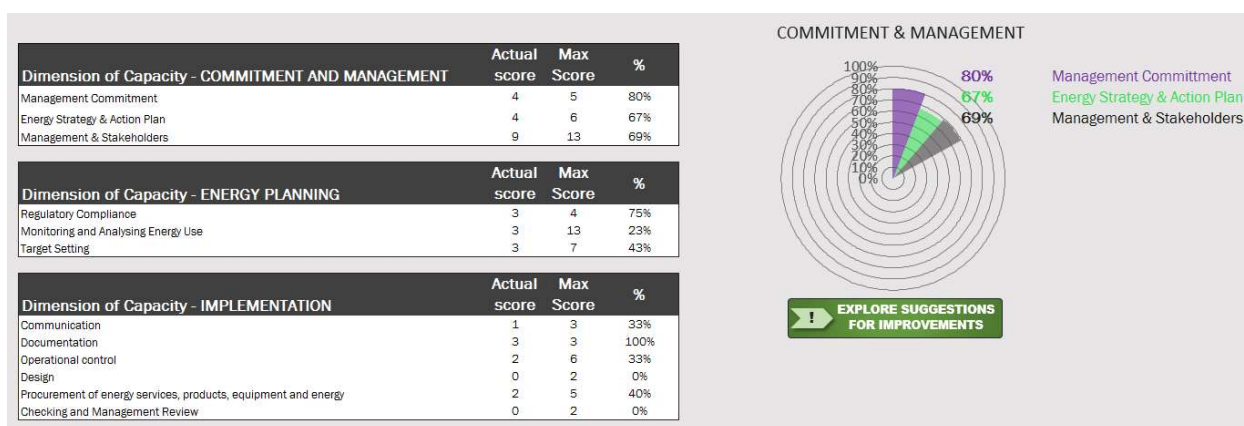 Dimension of Capacity - COMMITMENT AND MANAGEMENT Actual score Max Score %
Management Commitment 4 5 80%
Energy Strategy & Action Plan 4 6 67%
Management & Stakeholders 9 13 69%
Dimension of Capacity - ENERGY PLANNING Actual score Max Score %
Regulatory Compliance 3 4 75%
Monitoring and Analysing Energy Use 3 13 23%
Target Setting 3 7 43%
Dimension of Capacity - IMPLEMENTATION Actual score Max Score %
Communication 1 3 33%
Documentation 3 3 100%
Operational control 2 6 33%
Design 0 2 0%
Procurement of energy services, products, equipment and energy 2 5 40%
Checking and Management Review 0 2 0%
COMMITMENT & MANAGEMENT
100%
90%
80%
70%
60%
50%
40%
30%
20%
10%
0%
80% Management Committment
67% Energy Strategy & Action Plan
69% Management & Stakeholders
! EXPLORE SUGGESTIONS
FOR IMPROVEMENTS